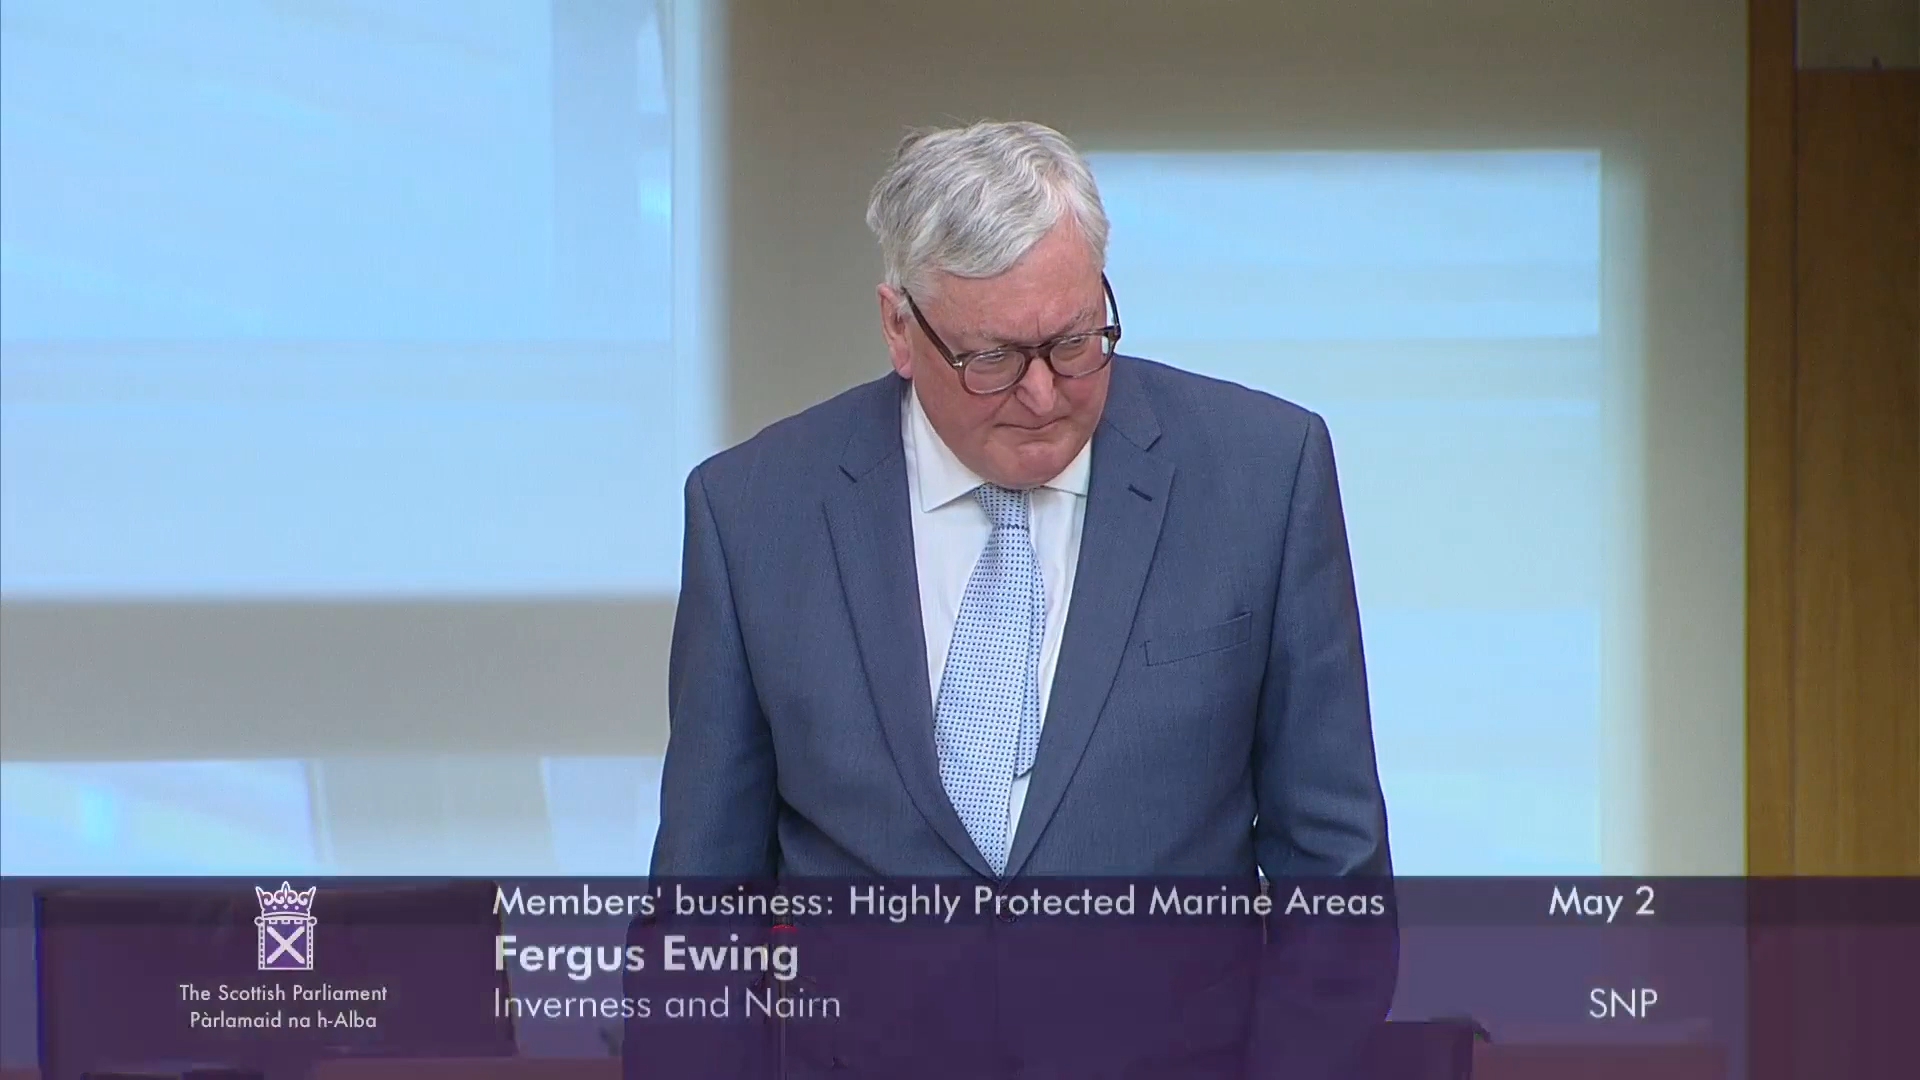 Members' business: Highly Protected Marine Areas May 2
Fergus Ewing
Inverness and Nairn SNP
The Scottish Parliament
Pàrlamaid na h-Alba